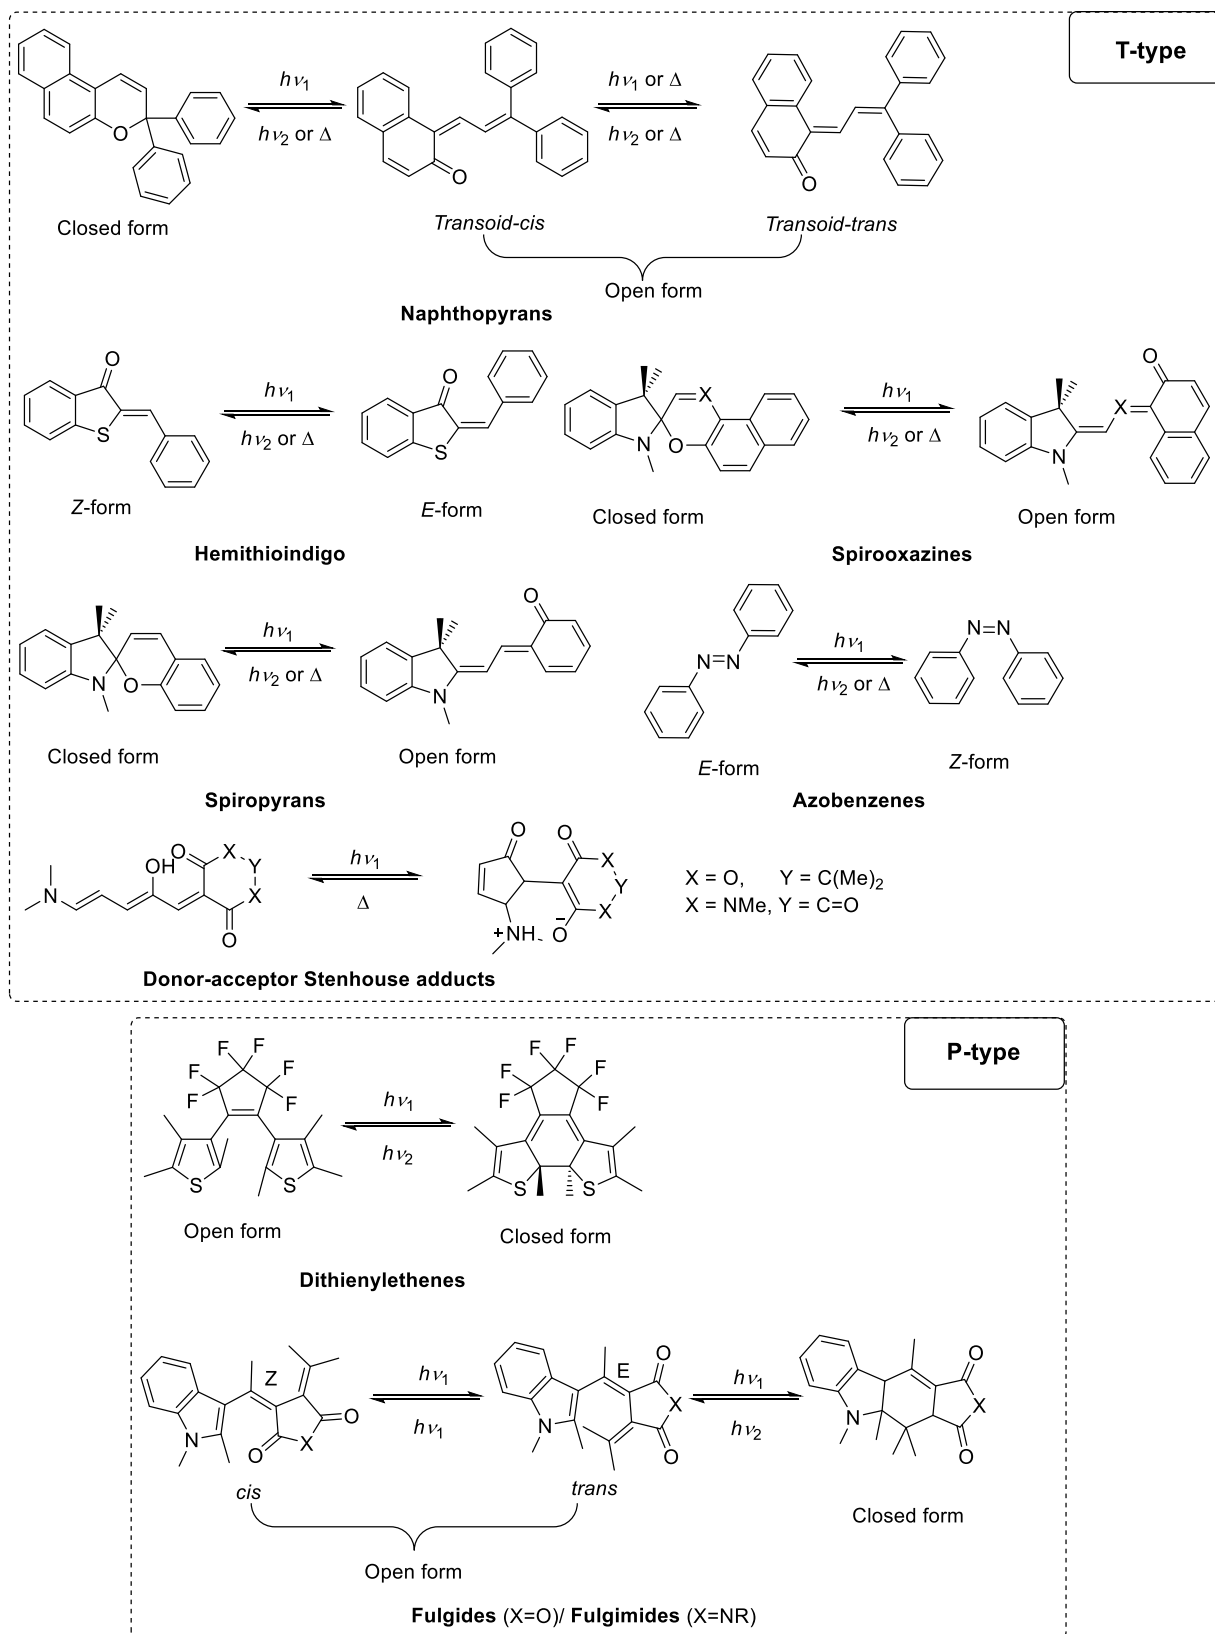 T-type
hν1
hν2 or Δ
hν1 or Δ
hν2 or Δ
O
O
O
Closed form
Transoid-cis
Transoid-trans
Open form
Naphthopyrans
O
S
hν1
hν2 or Δ
O
S
X
N
O
hν1
hν2 or Δ
O
X
N
Z-form
E-form
Closed form
Open form
Hemithioindigo
Spirooxazines
N
O
hν1
hν2 or Δ
O
N
N=N
hν1
hν2 or Δ
N=N
Closed form
Open form
E-form
Z-form
Spiropyrans
Azobenzenes
N
OH
O
X
Y
X
O
hν1
Δ
O
O
X
Y
X
−
O
+
NH
X = O, Y = C(Me)2
X = NMe, Y = C=O
Donor-acceptor Stenhouse adducts
P-type
F
F
F
F
F
F
S
S
hν1
hν2
F
F
F
F
F
F
S
S
Open form
Closed form
Dithienylethenes
Z
N
O
X
O
hν1
hν1
E
N
O
X
O
hν1
hν2
N
O
X
O
cis
trans
Closed form
Open form
Fulgides (X=O)/ Fulgimides (X=NR)